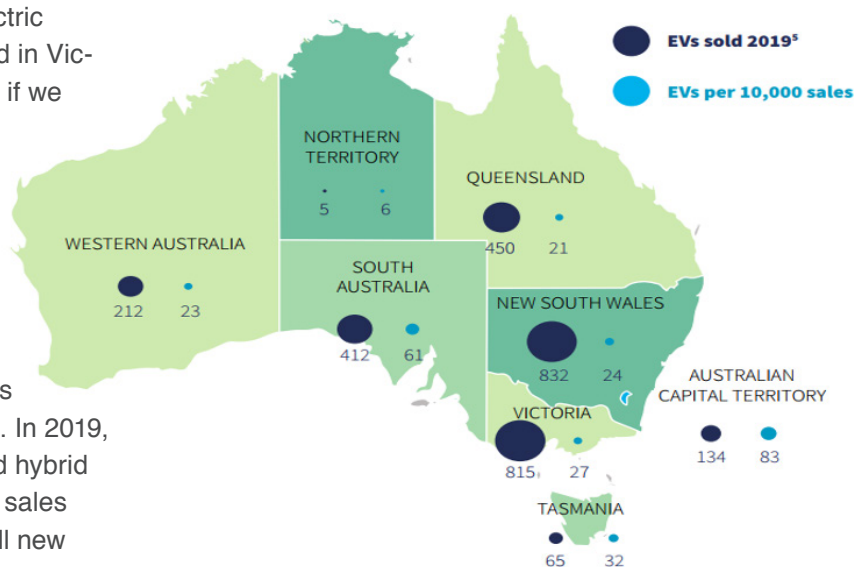 ctric
d in Vic-
if we
s
. In 2019,
d hybrid
sales
ll new
EVs sold 2019⁵
EVs per 10,000 sales
NORTHERN
TERRITORY
5 6
QUEENSLAND
450 21
WESTERN AUSTRALIA
212 23
SOUTH
AUSTRALIA
412 61
NEW SOUTH WALES
832 24
AUSTRALIAN
CAPITAL TERRITORY
134 83
VICTORIA
815 27
TASMANIA
65 32